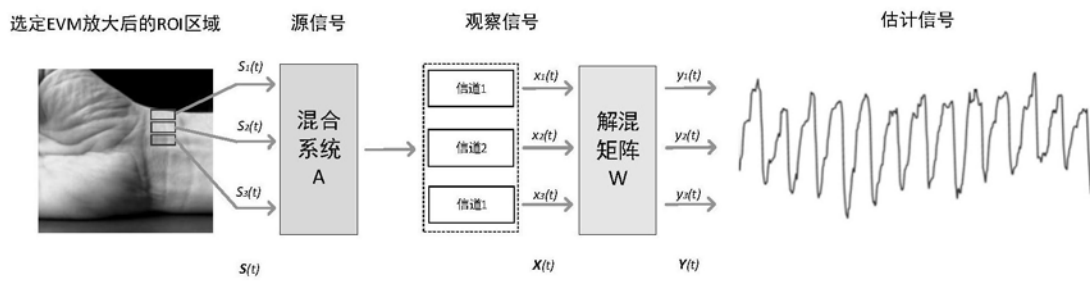 选定EVM放大后的ROI区域
源信号
观察信号
估计信号
S1(t)
S2(t)
S3(t)
混合
系统
A
信道1
信道2
信道1
x1(t)
x2(t)
x3(t)
解混
矩阵
W
y1(t)
y2(t)
y3(t)
S(t)
X(t)
Y(t)